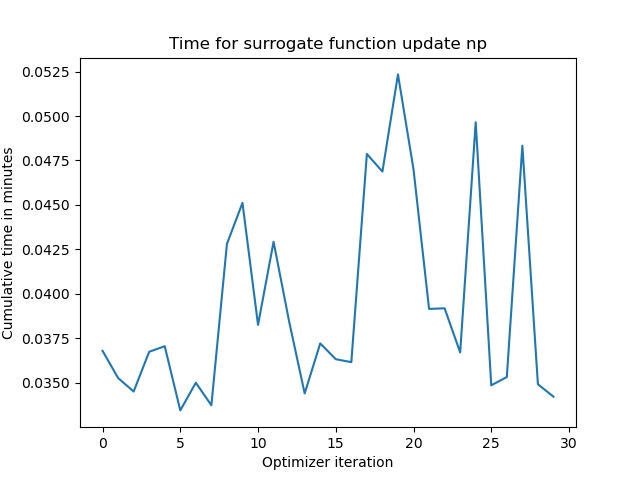 Time for surrogate function update np
Cumulative time in minutes
0.0525
0.0500
0.0475
0.0450
0.0425
0.0400
0.0375
0.0350
0 5 10 15 20 25 30
Optimizer iteration